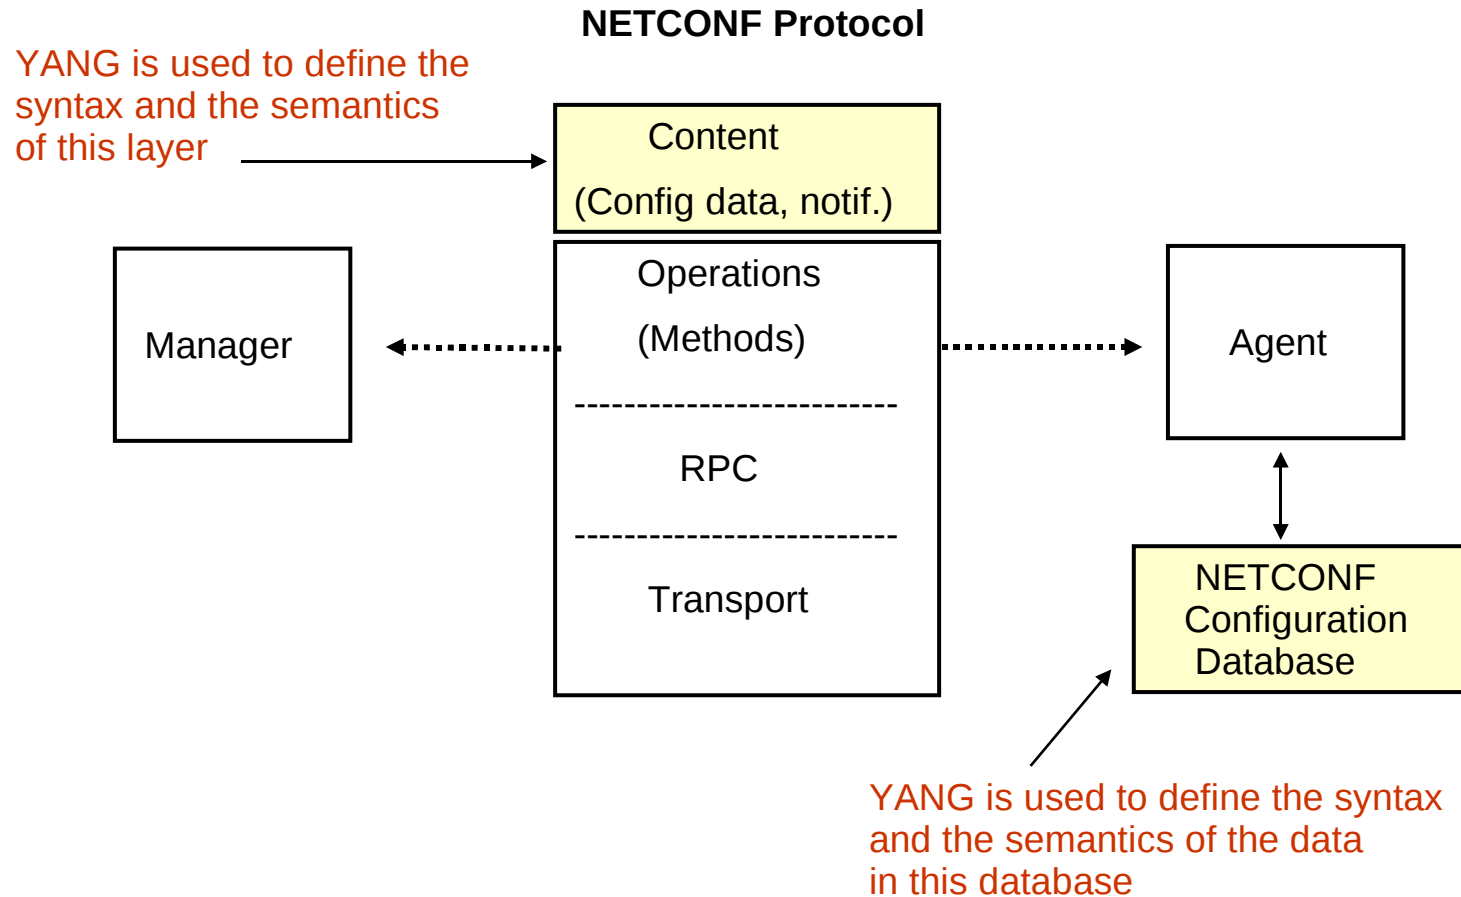 NETCONF Protocol
YANG is used to define the
syntax and the semantics
of this layer
Content
(Config data, notif.)
Operations
(Methods)
--------------------------
RPC
--------------------------
Transport
Manager
Agent
NETCONF
Configuration
Database
YANG is used to define the syntax
and the semantics of the data
in this database